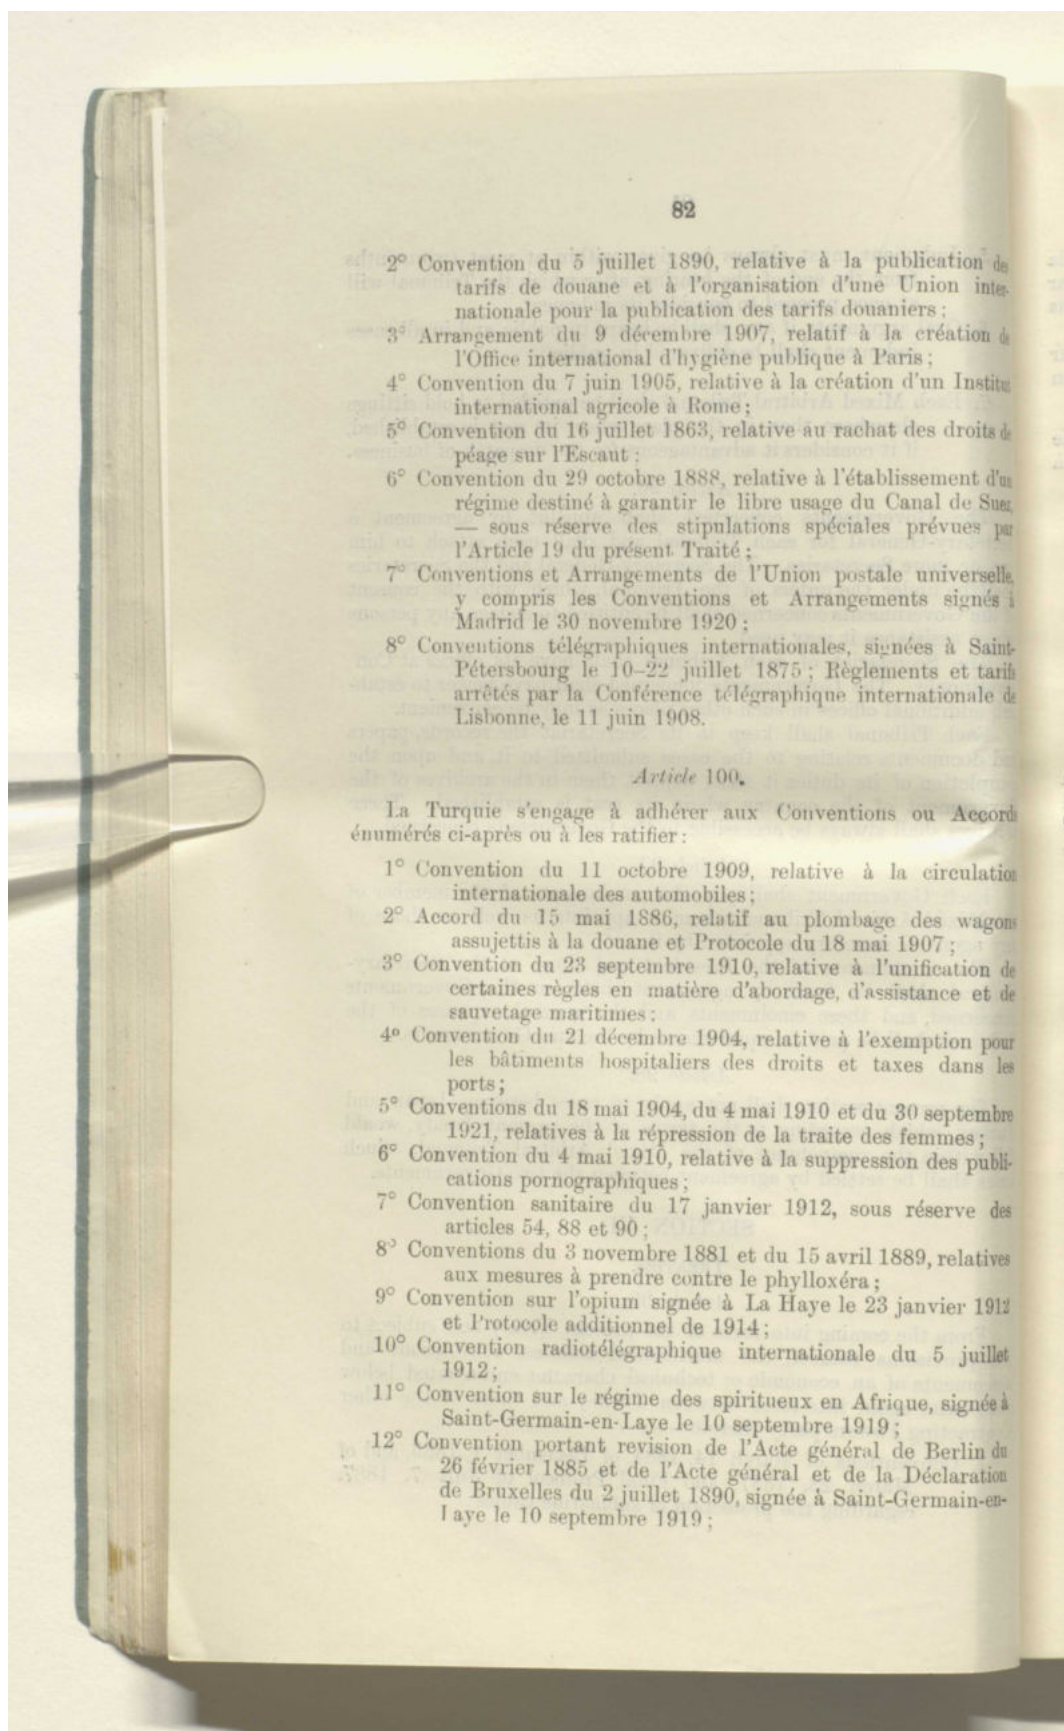 82
2° Convention du 5 juillet 1890, relative à la publication des
tarifs de douane et à l'organisation d'une Union inter-
nationale pour la publication des tarifs douaniers ;
3° Arrangement du 9 décembre 1907, relatif à la création de
l'Office international d'hygiène publique à Paris ;
4° Convention du 7 juin 1905, relative à la création d'un Institut
international agricole à Rome ;
5° Convention du 16 juillet 1863, relative au rachat des droits de
péage sur l'Escaut ;
6° Convention du 29 octobre 1888, relative à l'établissement d'un
régime destiné à garantir le libre usage du Canal de Suez,
— sous réserve des stipulations spéciales prévues par
l'Article 19 du présent Traité ;
7° Conventions et Arrangements de l'Union postale universelle,
y compris les Conventions et Arrangements signés à
Madrid le 30 novembre 1920 ;
8° Conventions télégraphiques internationales, signées à Saint-
Pétersbourg le 10–22 juillet 1875 ; Règlements et tarifs
arrêtés par la Conférence télégraphique internationale de
Lisbonne, le 11 juin 1908.
Article 100.
La Turquie s'engage à adhérer aux Conventions ou Accords
énumérés ci-après ou à les ratifier :
1° Convention du 11 octobre 1909, relative à la circulation
internationale des automobiles ;
2° Accord du 15 mai 1886, relatif au plombage des wagons
assujettis à la douane et Protocole du 18 mai 1907 ;
3° Convention du 23 septembre 1910, relative à l'unification de
certaines règles en matière d'abordage, d'assistance et de
sauvetage maritimes ;
4° Convention du 21 décembre 1904, relative à l'exemption pour
les bâtiments hospitaliers des droits et taxes dans les
ports ;
5° Conventions du 18 mai 1904, du 4 mai 1910 et du 30 septembre
1921, relatives à la répression de la traite des femmes ;
6° Convention du 4 mai 1910, relative à la suppression des publi-
cations pornographiques ;
7° Convention sanitaire du 17 janvier 1912, sous réserve des
articles 54, 88 et 90 ;
8° Conventions du 3 novembre 1881 et du 15 avril 1889, relatives
aux mesures à prendre contre le phylloxéra ;
9° Convention sur l'opium signée à La Haye le 23 janvier 1912
et Protocole additionnel de 1914 ;
10° Convention radiotélégraphique internationale du 5 juillet
1912 ;
11° Convention sur le régime des spiritueux en Afrique, signée à
Saint-Germain-en-Laye le 10 septembre 1919 ;
12° Convention portant revision de l'Acte général de Berlin du
26 février 1885 et de l'Acte général et de la Déclaration
de Bruxelles du 2 juillet 1890, signée à Saint-Germain-en-
Laye le 10 septembre 1919 ;